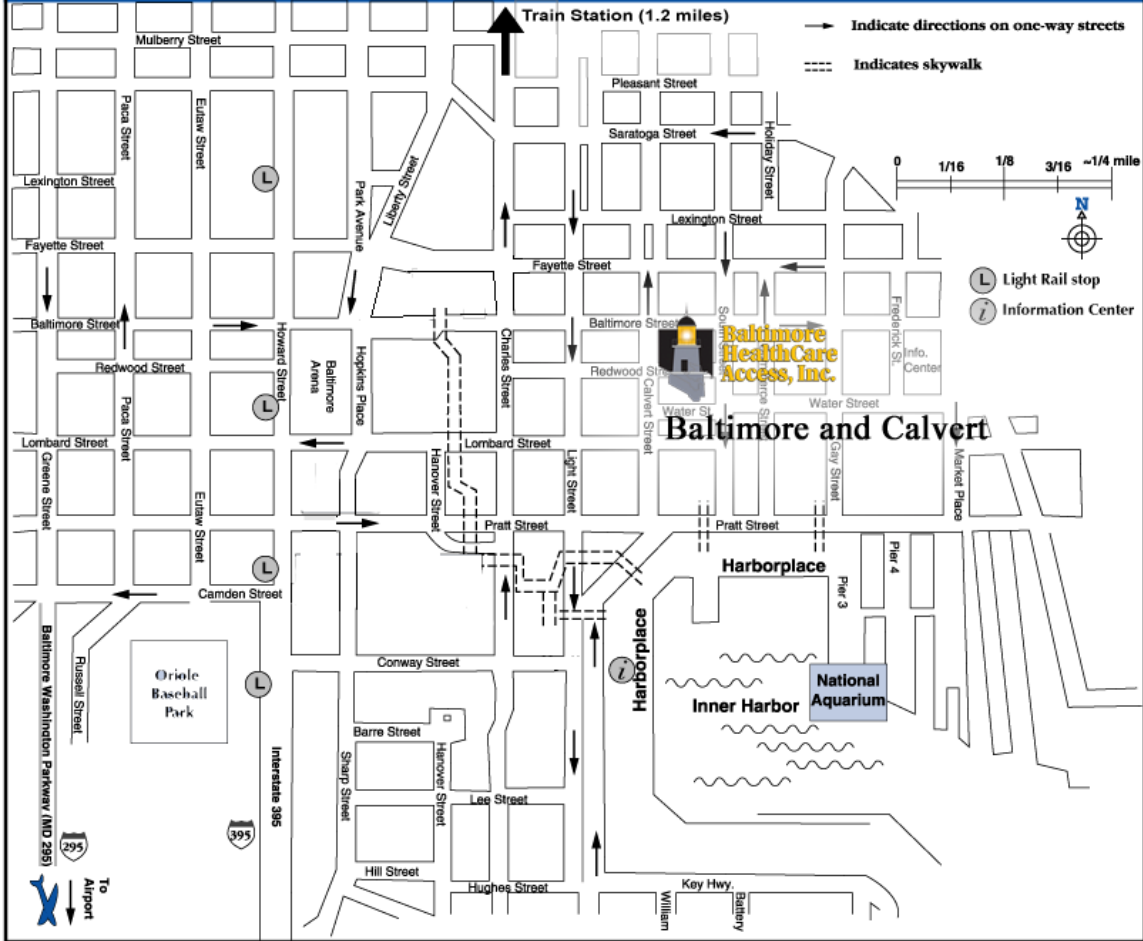 Train Station (1.2 miles)
Indicate directions on one-way streets
Indicates skywalk
Mulberry Street
Pleasant Street
Saratoga Street
Holiday Street
0 1/16 1/8 3/16 ~1/4 mile
N
Paca Street
Eutaw Street
L
Lexington Street
Park Avenue
Liberty Street
Lexington Street
Fayette Street
Fayette Street
L Light Rail stop
i Information Center
Baltimore Street
Howard Street
Baltimore Arena
Hopkins Place
Charles Street
Baltimore Street
Baltimore
HealthCare
Access, Inc.
Frederick St.
Info.
Center
Redwood Street
Calvert Street
Water St.
Water Street
Paca Street
L
Baltimore and Calvert
Lombard Street
Lombard Street
Greene Street
Eutaw Street
Hanover Street
Light Street
Gay Street
Market Place
Pratt Street
Pratt Street
L
Camden Street
Harborplace
Pier 3
Pier 4
Baltimore Washington Parkway (MD 295)
Russell Street
Oriole
Baseball
Park
L
Conway Street
i
Harborplace
National
Aquarium
Inner Harbor
Barre Street
Interstate 395
Sharp Street
Hanover Street
Lee Street
295
395
To
Airport
Hill Street
Hughes Street
Key Hwy.
William
Battery